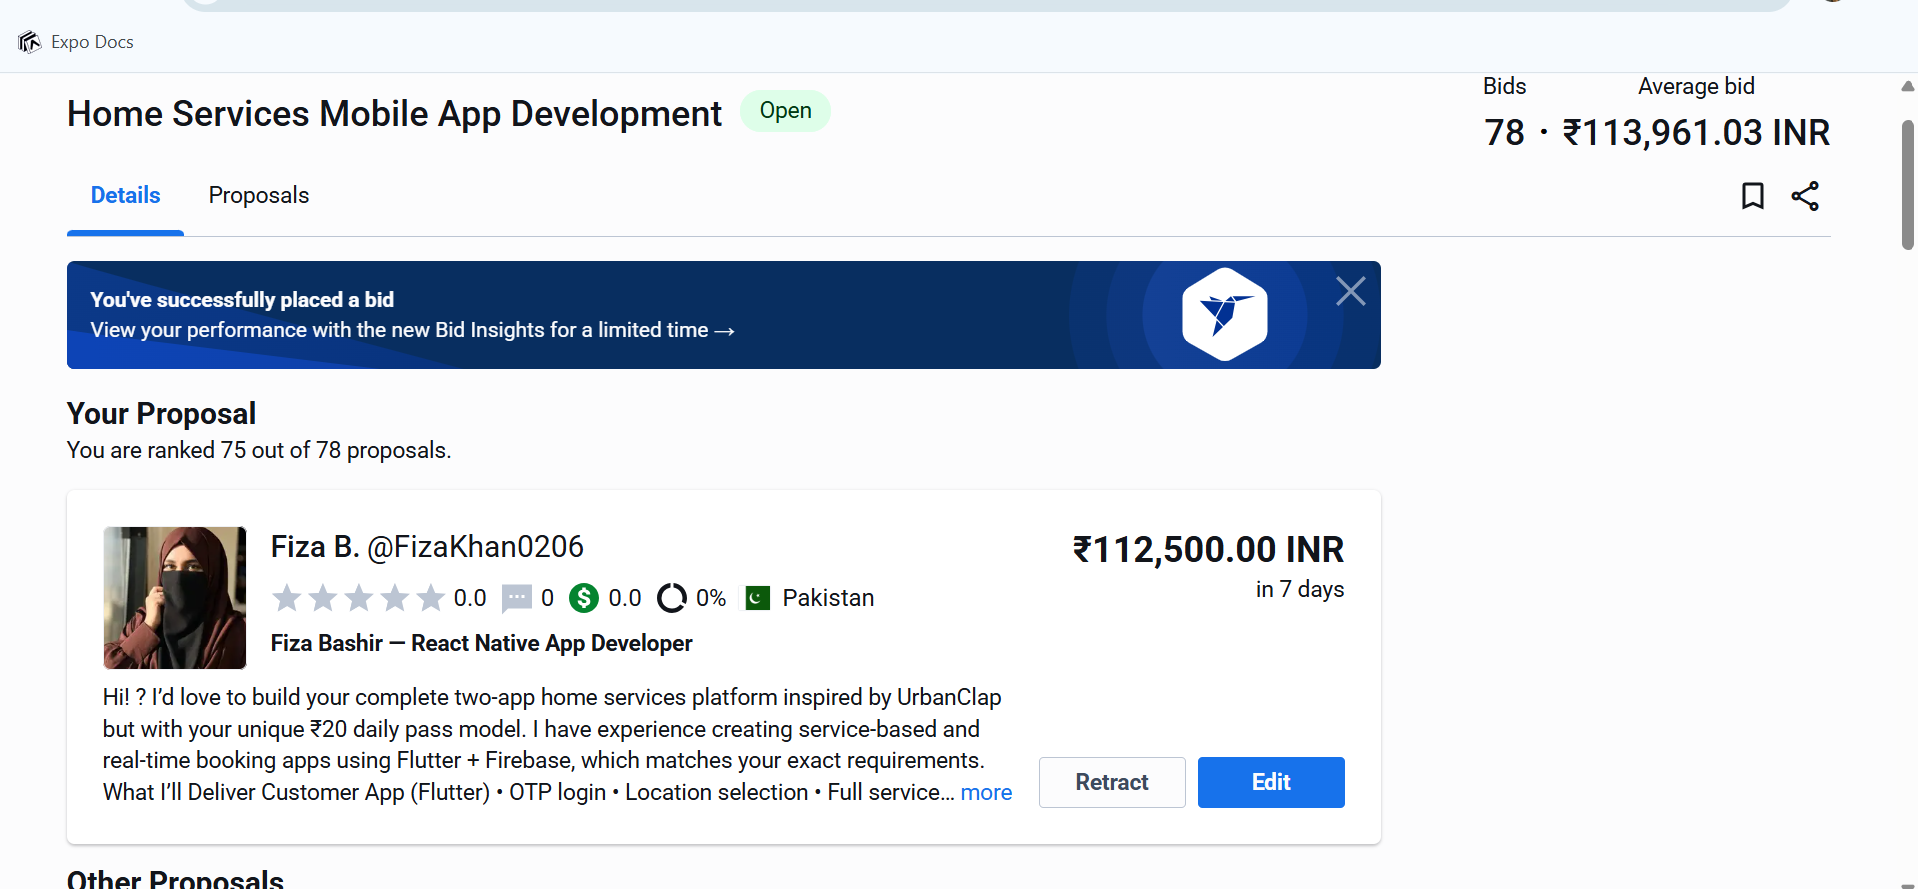 Expo Docs
Home Services Mobile App Development
Open
Bids
Average bid
78 · ₹113,961.03 INR
Details
Proposals
You've successfully placed a bid
View your performance with the new Bid Insights for a limited time →
Your Proposal
You are ranked 75 out of 78 proposals.
Fiza B. @FizaKhan0206
₹112,500.00 INR
0.0
0
0.0
0%
Pakistan
in 7 days
Fiza Bashir — React Native App Developer
Hi! ? I’d love to build your complete two-app home services platform inspired by UrbanClap
but with your unique ₹20 daily pass model. I have experience creating service-based and
real-time booking apps using Flutter + Firebase, which matches your exact requirements.
What I’ll Deliver Customer App (Flutter) • OTP login • Location selection • Full service... more
Retract
Edit
Other Proposals